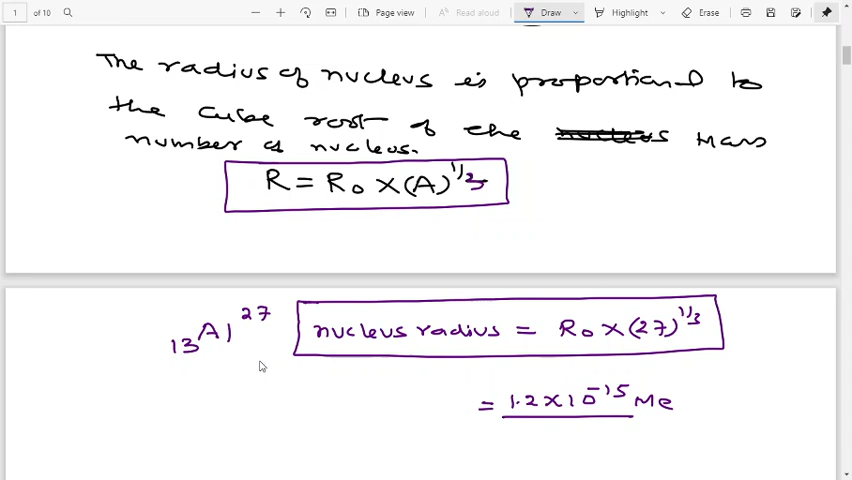 1 of 10 Page view Read aloud Draw Highlight Erase
The radius of nucleus is proportional to
the cube root of the nucleus mass
number of nucleus.
R = R₀ × (A)^1/3
₁₃Al²⁷ nucleus radius = R₀ × (27)^1/3
= 1.2 × 10⁻¹⁵ Me